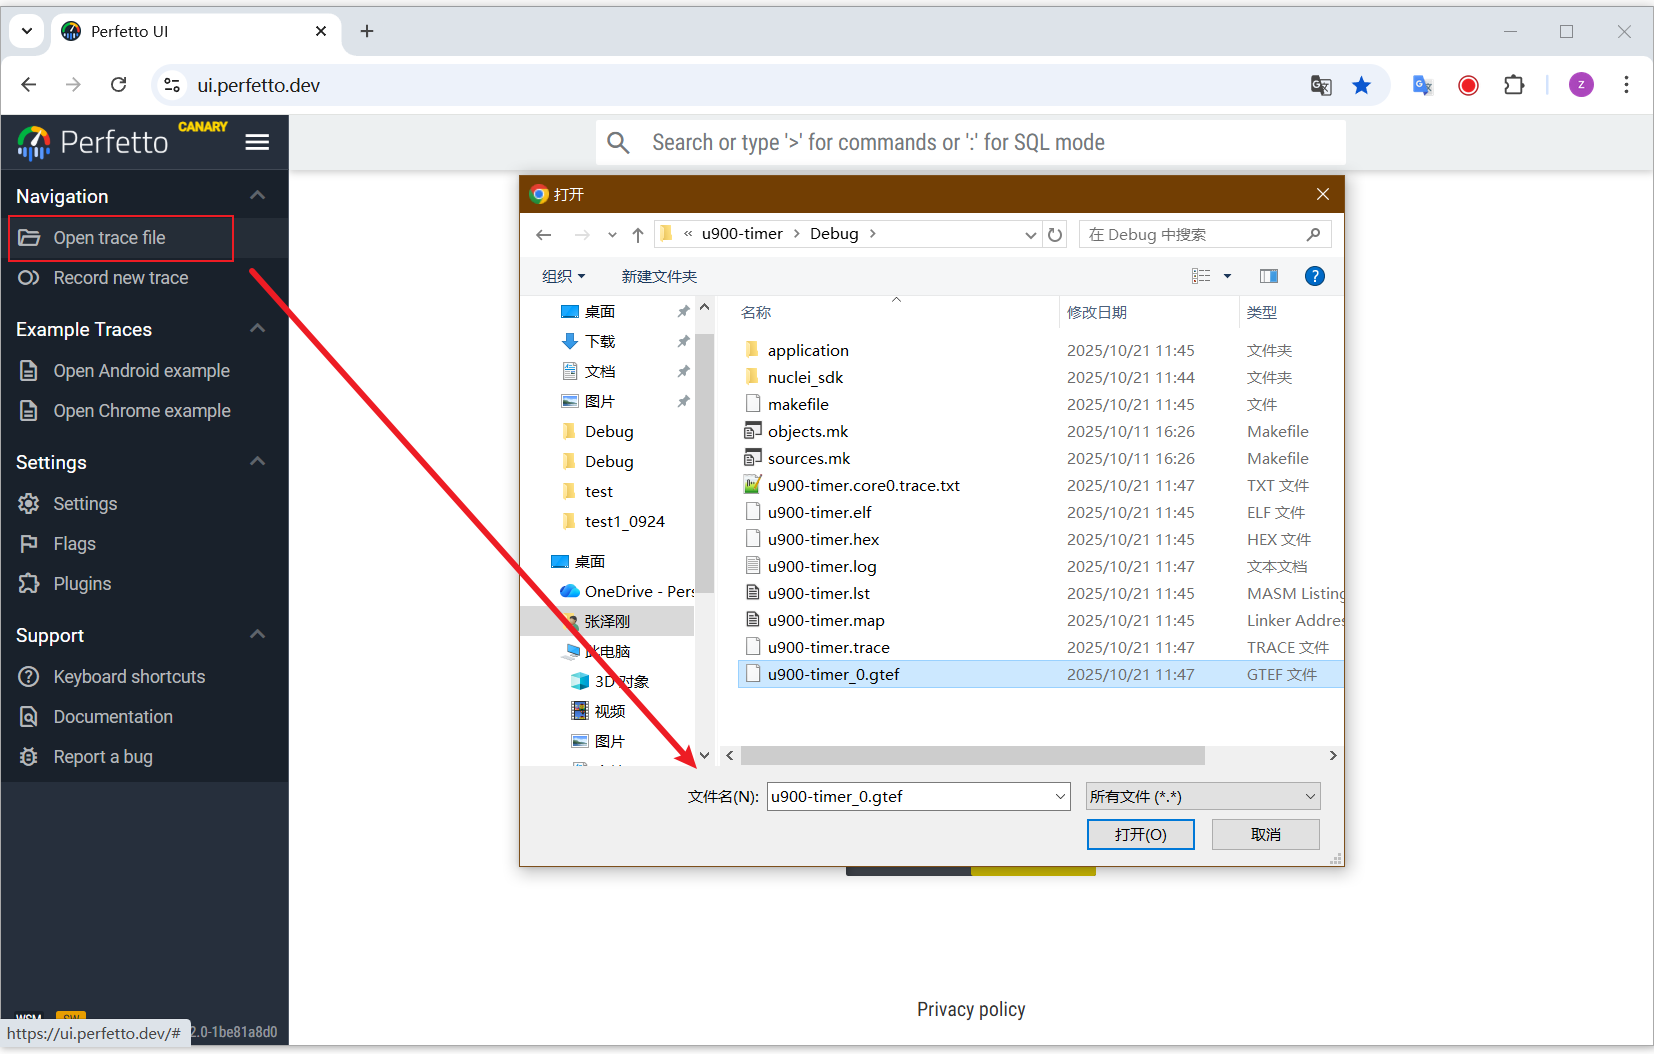 Perfetto UI
ui.perfetto.dev
Z
Perfetto
CANARY
Search or type '>' for commands or ':' for SQL mode
Navigation
Open trace file
Record new trace
Example Traces
Open Android example
Open Chrome example
Settings
Settings
Flags
Plugins
Support
Keyboard shortcuts
Documentation
Report a bug
WSM
SW
https://ui.perfetto.dev/#
2.0-1be81a8d0
打开
« u900-timer > Debug >
在 Debug 中搜索
组织
新建文件夹
?
桌面
下载
文档
图片
Debug
Debug
test
test1_0924
桌面
OneDrive - Pers
张泽刚
此电脑
3D 对象
视频
图片
名称 修改日期 类型
application 2025/10/21 11:45 文件夹
nuclei_sdk 2025/10/21 11:44 文件夹
makefile 2025/10/21 11:45 文件
objects.mk 2025/10/11 16:26 Makefile
sources.mk 2025/10/11 16:26 Makefile
u900-timer.core0.trace.txt 2025/10/21 11:47 TXT 文件
u900-timer.elf 2025/10/21 11:45 ELF 文件
u900-timer.hex 2025/10/21 11:45 HEX 文件
u900-timer.log 2025/10/21 11:47 文本文档
u900-timer.lst 2025/10/21 11:45 MASM Listing
u900-timer.map 2025/10/21 11:45 Linker Addres
u900-timer.trace 2025/10/21 11:47 TRACE 文件
u900-timer_0.gtef 2025/10/21 11:47 GTEF 文件
文件名(N): u900-timer_0.gtef
所有文件 (*.*)
打开(O)
取消
Privacy policy